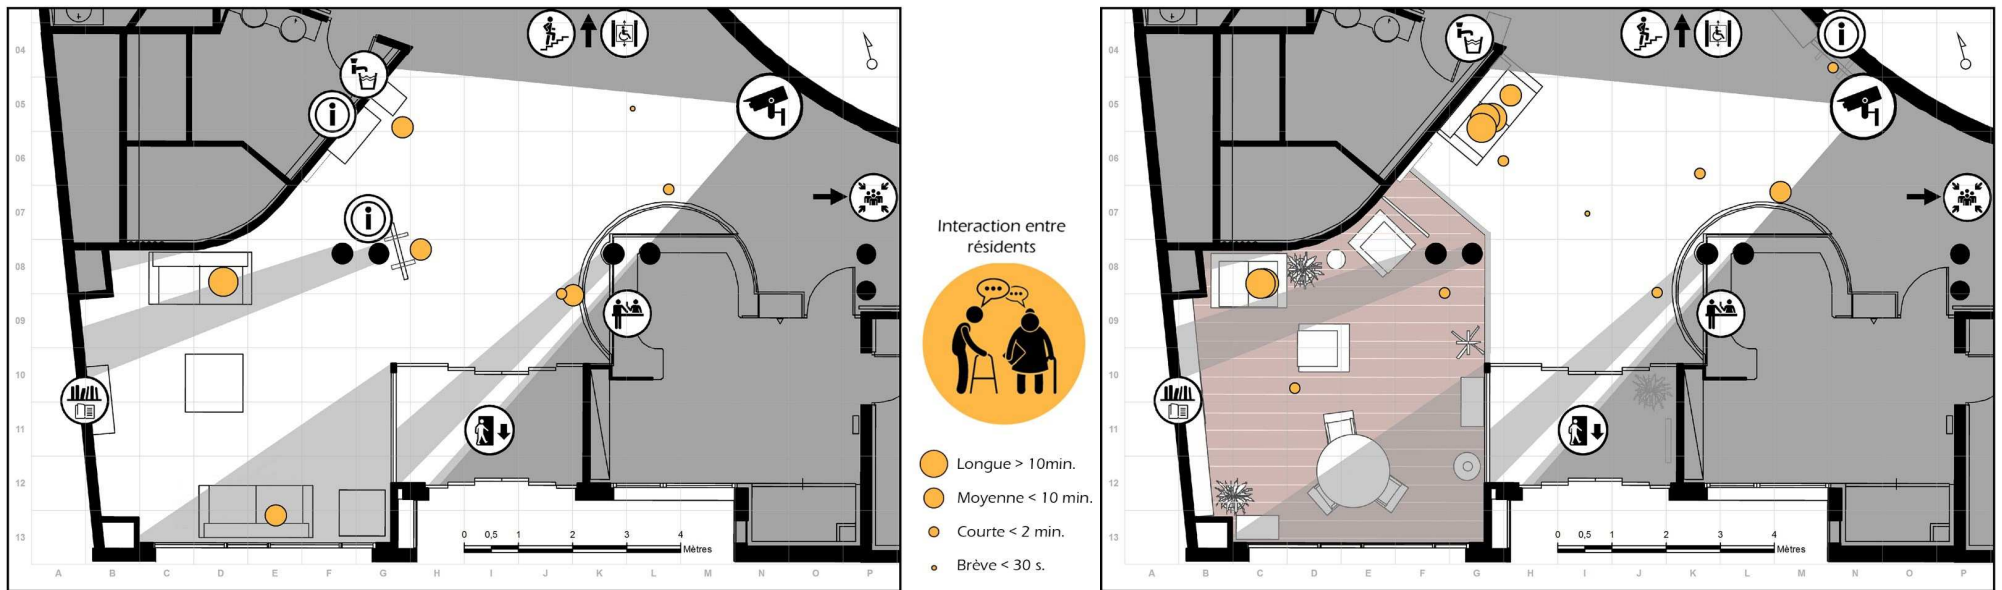 04
05
06
07
08
09
10
11
12
13
A B C D E F G H I J K L M N O P
0 0,5 1 2 3 4
Mètres
Interaction entre
résidents
Longue > 10min.
Moyenne < 10 min.
Courte < 2 min.
Brève < 30 s.
04
05
06
07
08
09
10
11
12
13
A B C D E F G H I J K L M N O P
0 0,5 1 2 3 4
Mètres